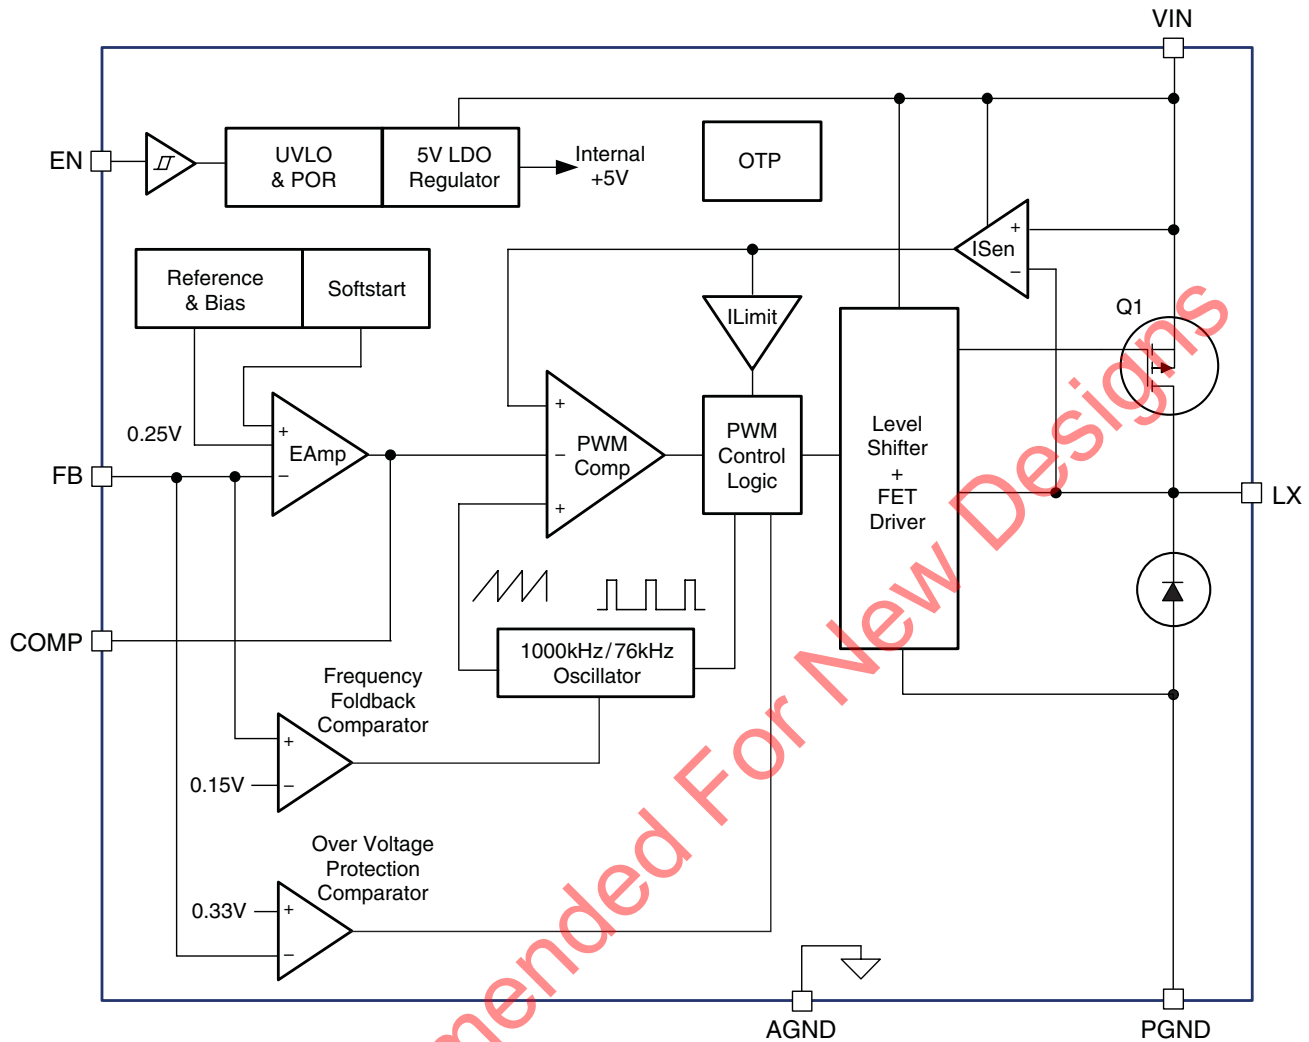 VIN
EN
UVLO
& POR
5V LDO
Regulator
Internal
+5V
OTP
Reference
& Bias
Softstart
+
ISen
−
ILimit
Q1
0.25V
+
EAmp
−
+
PWM
Comp
−
+
PWM
Control
Logic
Level
Shifter
+
FET
Driver
FB
LX
COMP
1000kHz/76kHz
Oscillator
Frequency
Foldback
Comparator
+
0.15V
−
Over Voltage
Protection
Comparator
0.33V
+
−
AGND
PGND
mended For New Designs